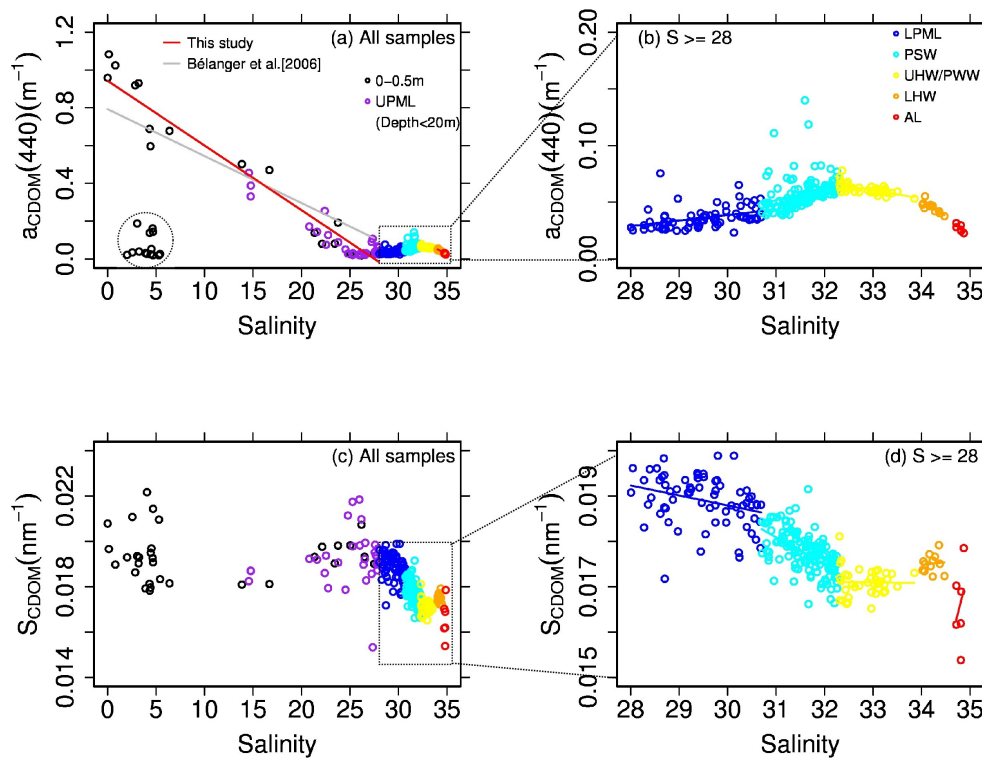 (a) All samples
This study
Bélanger et al.[2006]
0−0.5m
UPML
(Depth<20m)
aCDOM(440)(m−1)
0.0 0.4 0.8 1.2
0 5 10 15 20 25 30 35
Salinity
(b) S >= 28
LPML
PSW
UHW/PWW
LHW
AL
aCDOM(440)(m−1)
0.00 0.10 0.20
28 29 30 31 32 33 34 35
Salinity
(c) All samples
SCDOM(nm−1)
0.014 0.018 0.022
0 5 10 15 20 25 30 35
Salinity
(d) S >= 28
SCDOM(nm−1)
0.015 0.017 0.019
28 29 30 31 32 33 34 35
Salinity